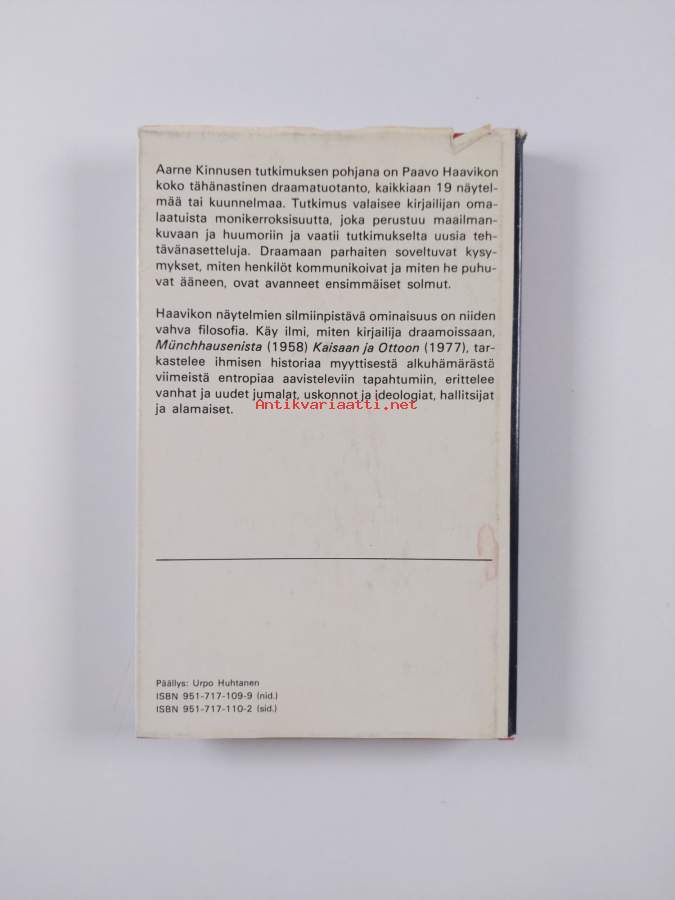 Aarne Kinnusen tutkimuksen pohjana on Paavo Haavikon
koko tähänastinen draamatuotanto, kaikkiaan 19 näytel-
mää tai kuunnelmaa. Tutkimus valaisee kirjailijan oma-
laatuista monikerroksisuutta, joka perustuu maailman-
kuvaan ja huumoriin ja vaatii tutkimukselta uusia teh-
tävänasetteluja. Draamaan parhaiten soveltuvat kysy-
mykset, miten henkilöt kommunikoivat ja miten he puhu-
vat ääneen, ovat avanneet ensimmäiset solmut.
Haavikon näytelmien silmiinpistävä ominaisuus on niiden
vahva filosofia. Käy ilmi, miten kirjailija draamoissaan,
Münchhausenista (1958) Kaisaan ja Ottoon (1977), tar-
kastelee ihmisen historiaa myyttisestä alkuhämärästä
viimeistä entropiaa aavisteleviin tapahtumiin, erittelee
vanhat ja uudet jumalat, uskonnot ja ideologiat, hallitsijat
ja alamaiset.
Antikvariaatti.net
Päällys: Urpo Huhtanen
ISBN 951-717-109-9 (nid.)
ISBN 951-717-110-2 (sid.)